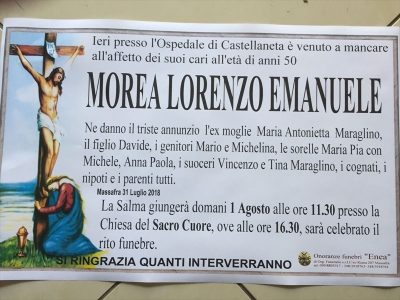 Ieri presso l'Ospedale di Castellaneta è venuto a mancare
all'affetto dei suoi cari all'età di anni 50
MOREA LORENZO EMANUELE
Ne danno il triste annunzio l'ex moglie Maria Antonietta Maraglino,
il figlio Davide, i genitori Mario e Michelina, le sorelle Maria Pia con
Michele, Anna Paola, i suoceri Vincenzo e Tina Maraglino, i cognati, i
nipoti e i parenti tutti.
Massafra 31 Luglio 2018
La Salma giungerà domani 1 Agosto alle ore 11.30 presso la
Chiesa del Sacro Cuore, ove alle ore 16.30, sarà celebrato il
rito funebre.
Onoranze funebri "Enea"
SI RINGRAZIA QUANTI INTERVERRANNO